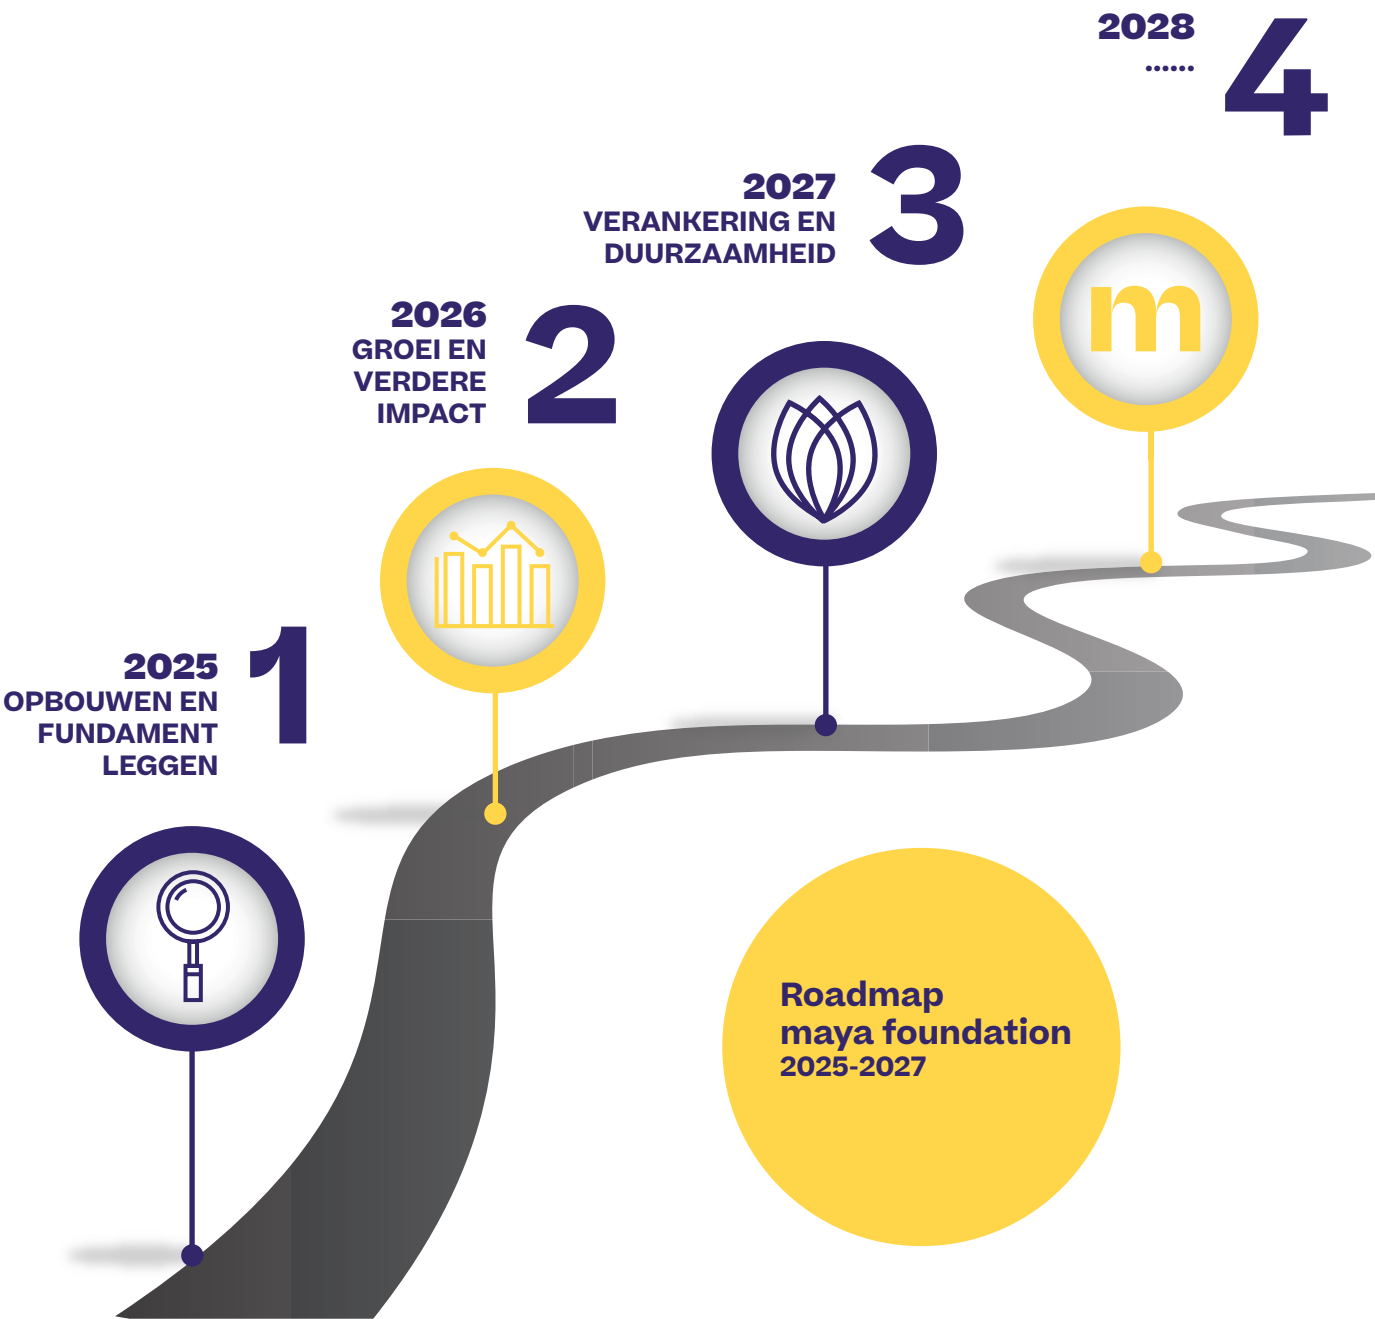 2025
OPBOUWEN EN
FUNDAMENT
LEGGEN
1
2026
GROEI EN
VERDERE
IMPACT
2
2027
VERANKERING EN
DUURZAAMHEID
3
2028
......
4
m
Roadmap
maya foundation
2025-2027